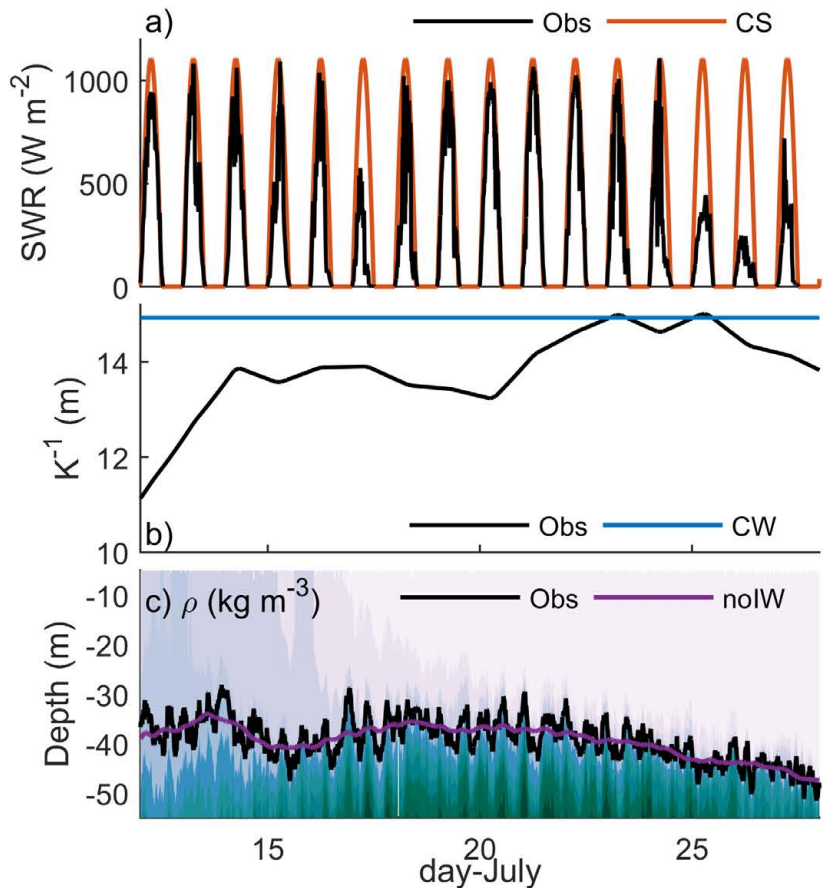 a)
Obs CS
SWR (W m⁻²)
1000
500
0
K⁻¹ (m)
14
12
10
b)
Obs CW
c) ρ (kg m⁻³)
Obs noIW
Depth (m)
-10
-20
-30
-40
-50
15 20 25
day-July